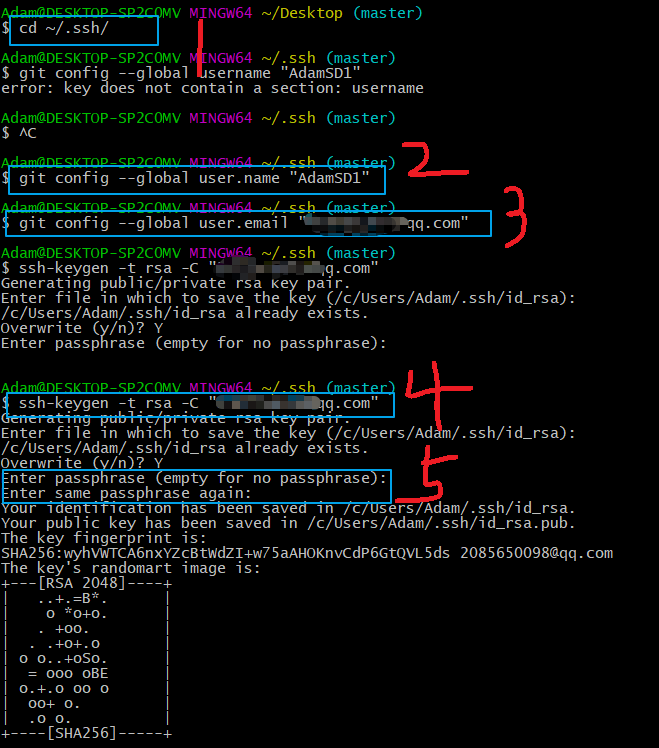 Adam@DESKTOP-SP2C0MV MINGW64 ~/Desktop (master)
$ cd ~/.ssh/
1
Adam@DESKTOP-SP2C0MV MINGW64 ~/.ssh (master)
$ git config --global username "AdamSD1"
error: key does not contain a section: username
Adam@DESKTOP-SP2C0MV MINGW64 ~/.ssh (master)
$ ^C
Adam@DESKTOP-SP2C0MV MINGW64 ~/.ssh (master)
2
$ git config --global user.name "AdamSD1"
Adam@DESKTOP-SP2C0MV MINGW64 ~/.ssh (master)
3
$ git config --global user.email "qq.com"
Adam@DESKTOP-SP2C0MV MINGW64 ~/.ssh (master)
$ ssh-keygen -t rsa -C "q.com"
Generating public/private rsa key pair.
Enter file in which to save the key (/c/Users/Adam/.ssh/id_rsa):
/c/Users/Adam/.ssh/id_rsa already exists.
Overwrite (y/n)? Y
Enter passphrase (empty for no passphrase):
Adam@DESKTOP-SP2C0MV MINGW64 ~/.ssh (master)
4
$ ssh-keygen -t rsa -C "qq.com"
Generating public/private rsa key pair.
Enter file in which to save the key (/c/Users/Adam/.ssh/id_rsa):
/c/Users/Adam/.ssh/id_rsa already exists.
Overwrite (y/n)? Y
5
Enter passphrase (empty for no passphrase):
Enter same passphrase again:
Your identification has been saved in /c/Users/Adam/.ssh/id_rsa.
Your public key has been saved in /c/Users/Adam/.ssh/id_rsa.pub.
The key fingerprint is:
SHA256:wyhVWTCA6nxYZcBtWdZI+w75aAHOKnvCdP6GtQVL5ds 2085650098@qq.com
The key's randomart image is:
+---[RSA 2048]----+
|   ..+.=B*.      |
|    o *o+o.      |
|   . +oo.        |
|  . .+o+.o       |
| o o..+oSo.      |
|  = ooo oBE      |
| o.+.o oo o      |
|  oo+ o.         |
|  .o o.          |
+----[SHA256]-----+